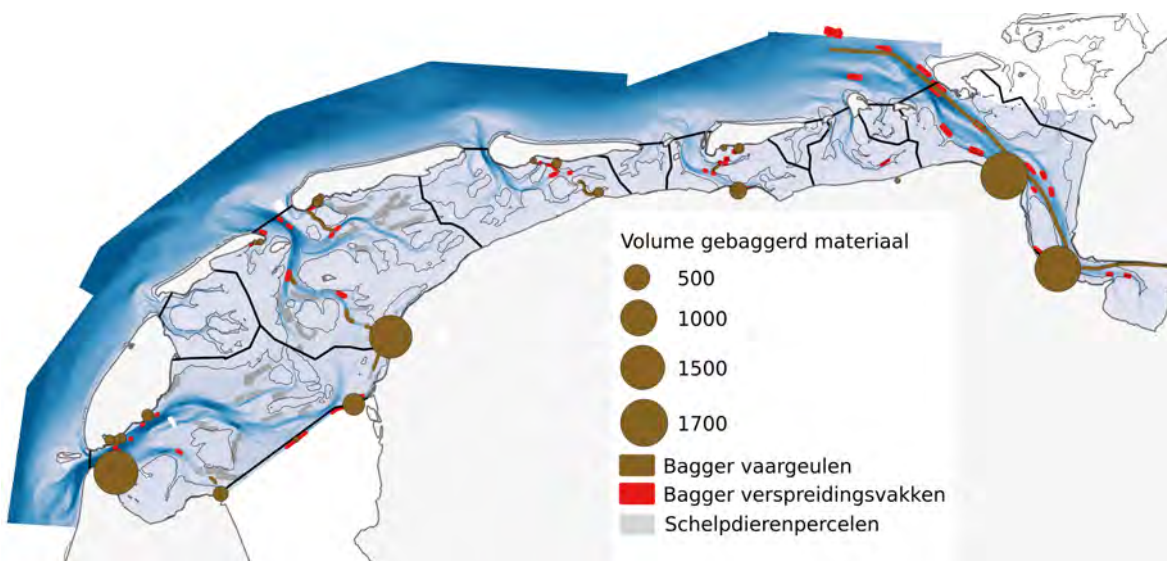 Volume gebaggerd materiaal
500
1000
1500
1700
Bagger vaargeulen
Bagger verspreidingsvakken
Schelpdierenpercelen